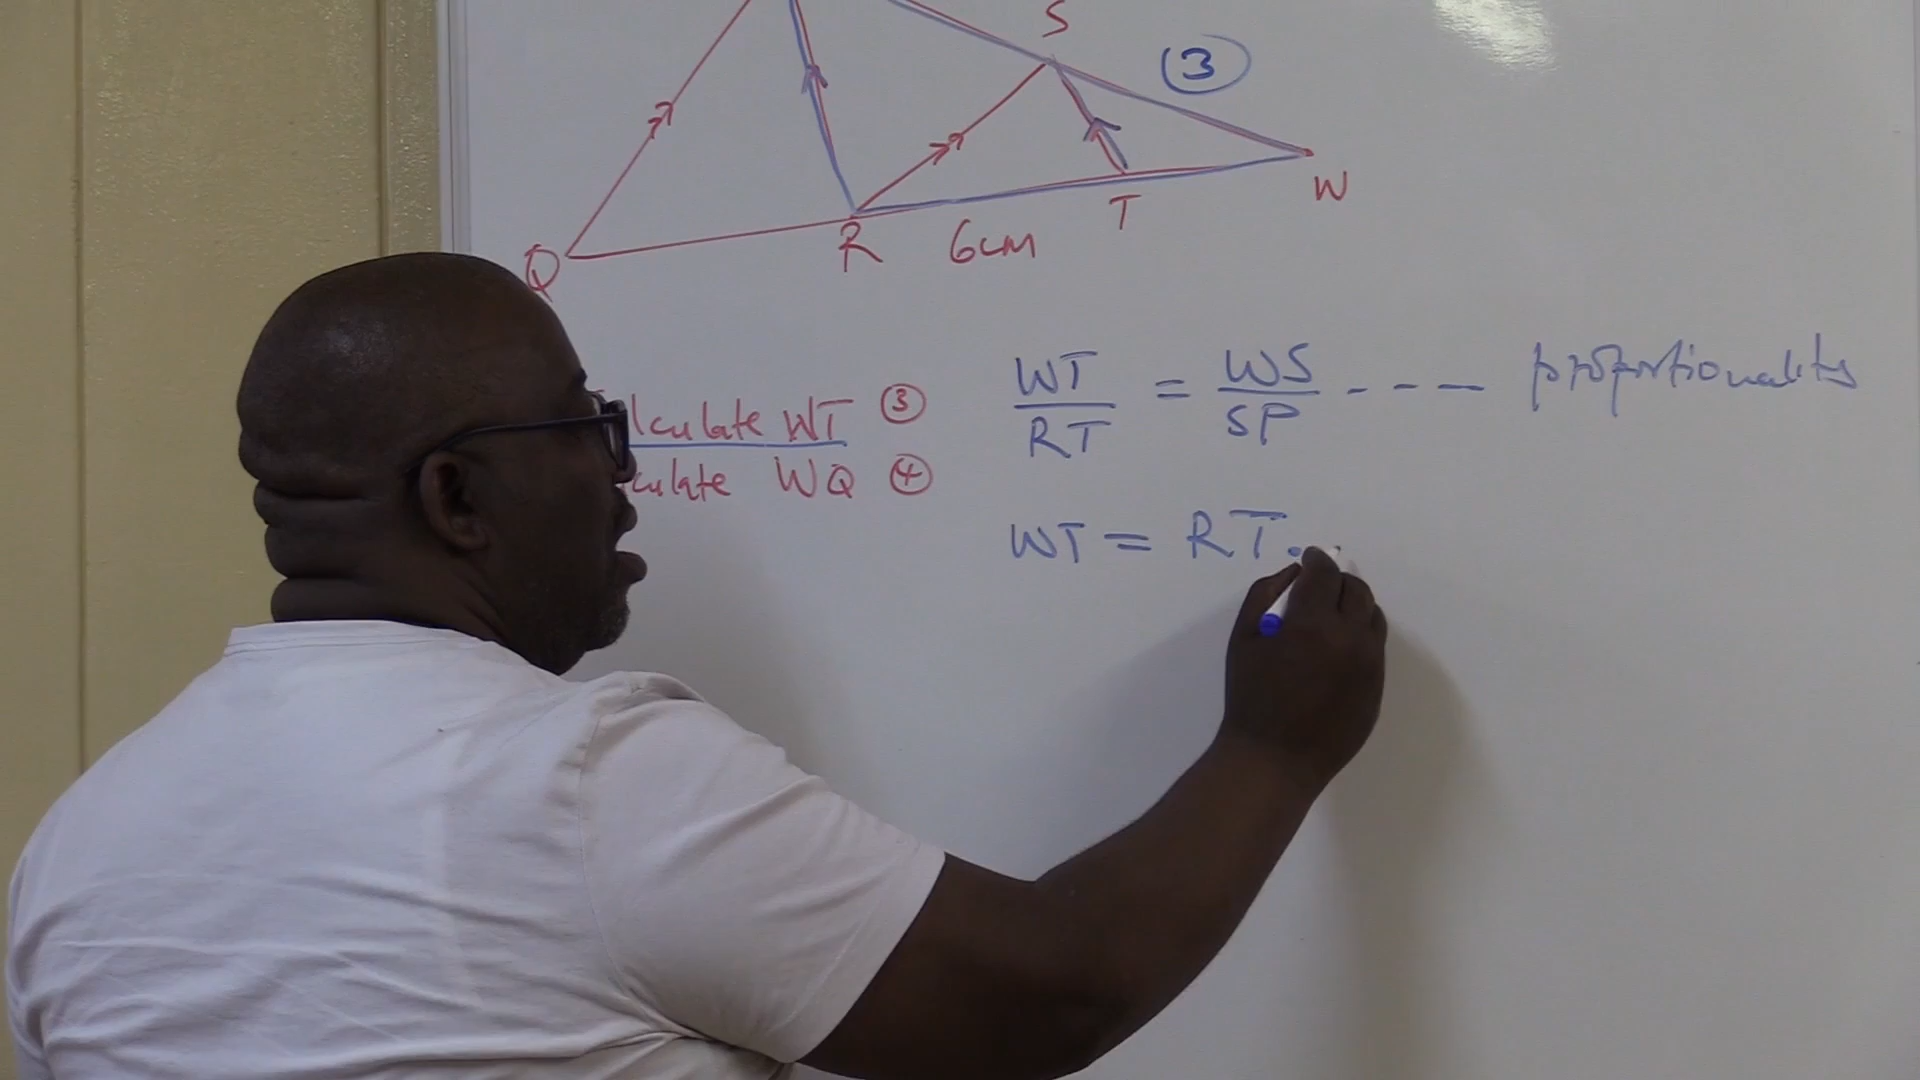 S
3
W
T
R 6cm
Q
WT/RT = WS/SP ---- proportionality
lculate WT 3
culate WQ 4
WT = RT.